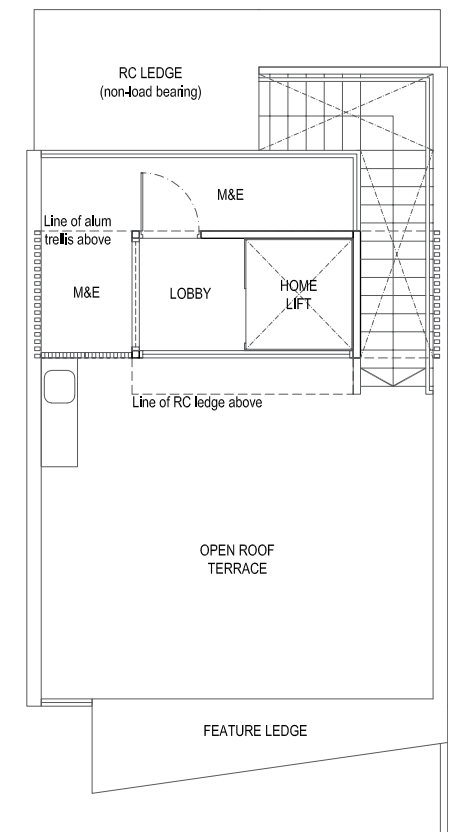 RC LEDGE
(non-load bearing)
M&E
Line of alum
trellis above
M&E
LOBBY
HOME
LIFT
Line of RC ledge above
OPEN ROOF
TERRACE
FEATURE LEDGE